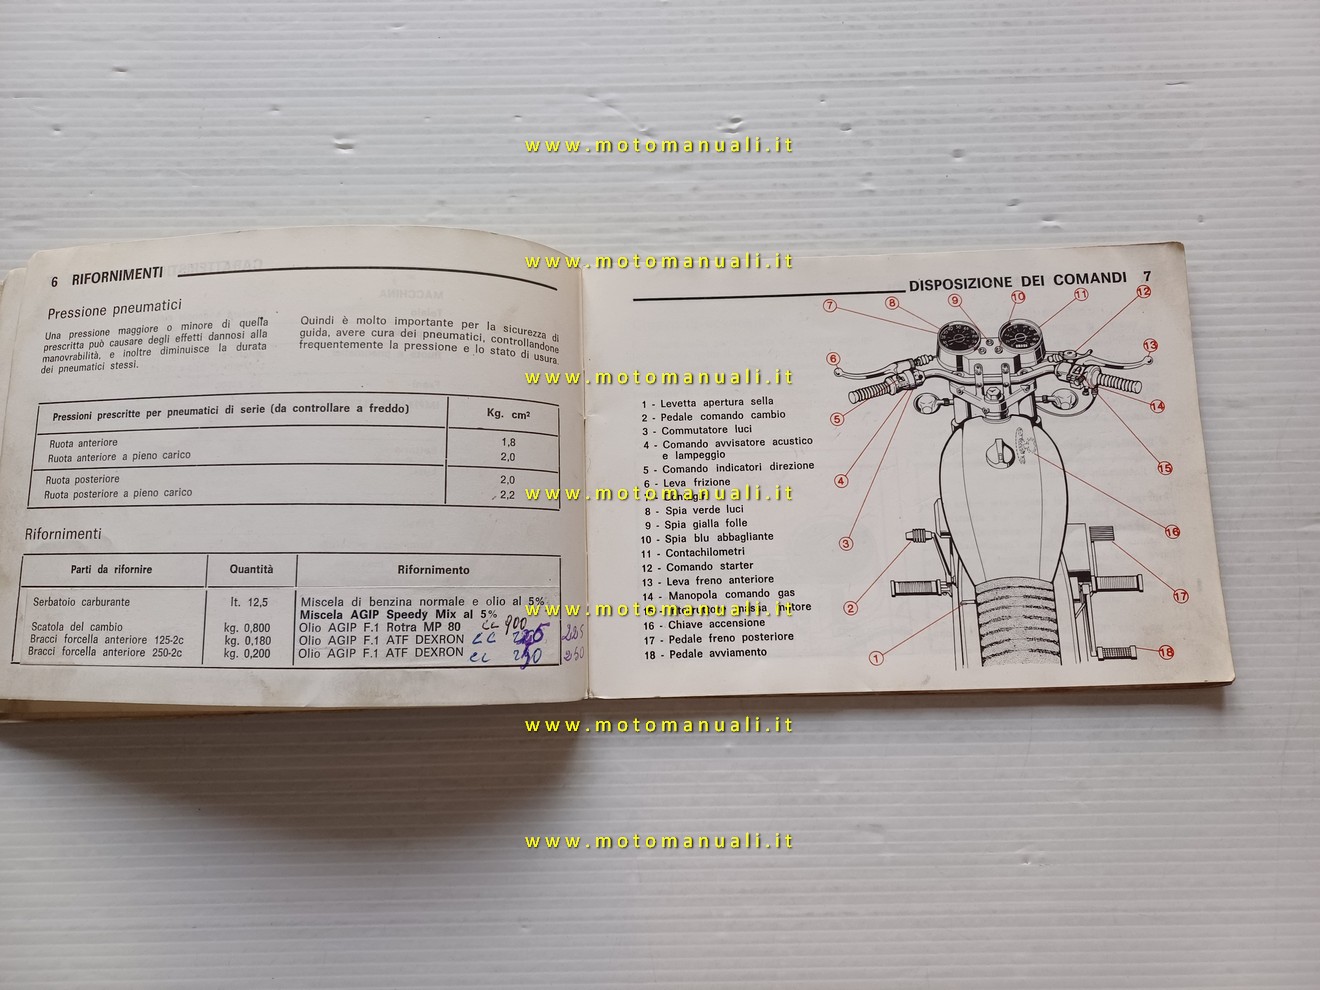 www.motomanuali.it
www.motomanuali.it
6 RIFORNIMENTI
Pressione pneumatici
Una pressione maggiore o minore di quella
prescritta può causare degli effetti dannosi alla
manovrabilità, e inoltre diminuisce la durata
dei pneumatici stessi.
Quindi è molto importante per la sicurezza di
guida, avere cura dei pneumatici, controllandone
frequentemente la pressione e lo stato di usura.
www.motomanuali.it
Pressioni prescritte per pneumatici di serie (da controllare a freddo) Kg. cm²
Ruota anteriore 1,8
Ruota anteriore a pieno carico 2,0
Ruota posteriore 2,0
Ruota posteriore a pieno carico 2,2
www.motomanuali.it
Rifornimenti
Parti da rifornire Quantità Rifornimento
Serbatoio carburante lt. 12,5 Miscela di benzina normale e olio al 5%
Miscela AGIP Speedy Mix al 5%
Scatola del cambio kg. 0,800 Olio AGIP F.1 Rotra MP 80 cc 900
Bracci forcella anteriore 125-2c kg. 0,180 Olio AGIP F.1 ATF DEXRON cc 225
Bracci forcella anteriore 250-2c kg. 0,200 Olio AGIP F.1 ATF DEXRON cc 250
www.motomanuali.it
DISPOSIZIONE DEI COMANDI 7
1 - Levetta apertura sella
2 - Pedale comando cambio
3 - Commutatore luci
4 - Comando avvisatore acustico
e lampeggio
5 - Comando indicatori direzione
6 - Leva frizione
8 - Spia verde luci
9 - Spia gialla folle
10 - Spia blu abbagliante
11 - Contachilometri
12 - Comando starter
13 - Leva freno anteriore
14 - Manopola comando gas
16 - Chiave accensione
17 - Pedale freno posteriore
18 - Pedale avviamento
7
8
9
10
11
12
6
13
5
14
4
15
3
16
2
17
1
18
www.motomanuali.it
www.motomanuali.it